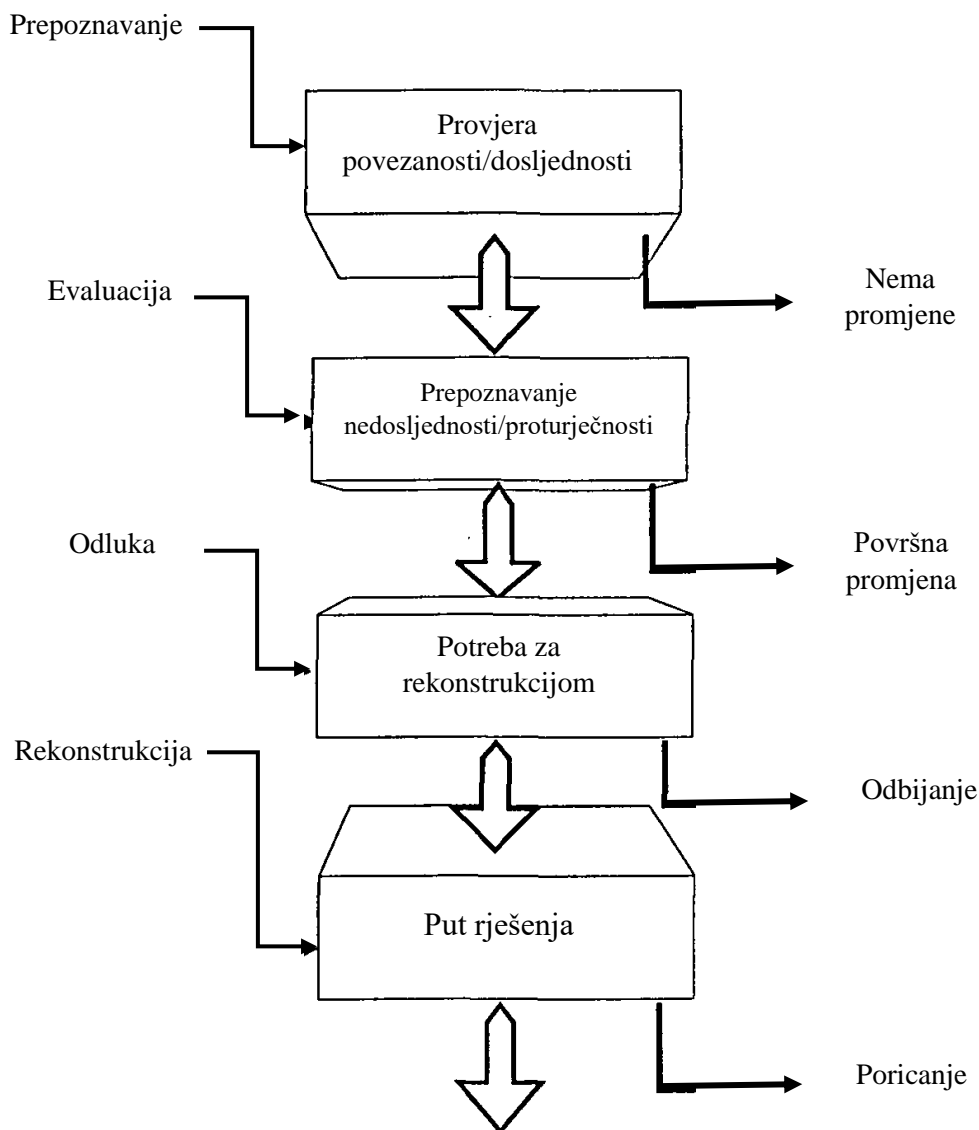 Prepoznavanje
Provjera
povezanosti/dosljednosti
Evaluacija
Nema
promjene
Prepoznavanje
nedosljednosti/proturječnosti
Odluka
Površna
promjena
Potreba za
rekonstrukcijom
Rekonstrukcija
Odbijanje
Put rješenja
Poricanje